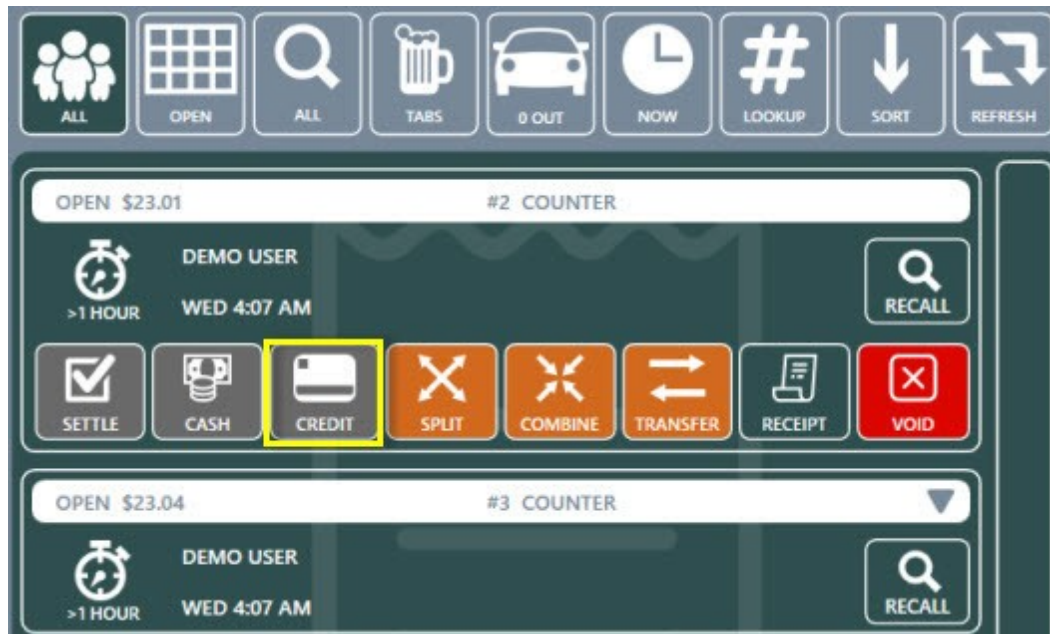 ALL OPEN ALL TABS 0 OUT NOW LOOKUP SORT REFRESH
OPEN $23.01 #2 COUNTER
DEMO USER
>1 HOUR WED 4:07 AM RECALL
SETTLE CASH CREDIT SPLIT COMBINE TRANSFER RECEIPT VOID
OPEN $23.04 #3 COUNTER
DEMO USER
>1 HOUR WED 4:07 AM RECALL